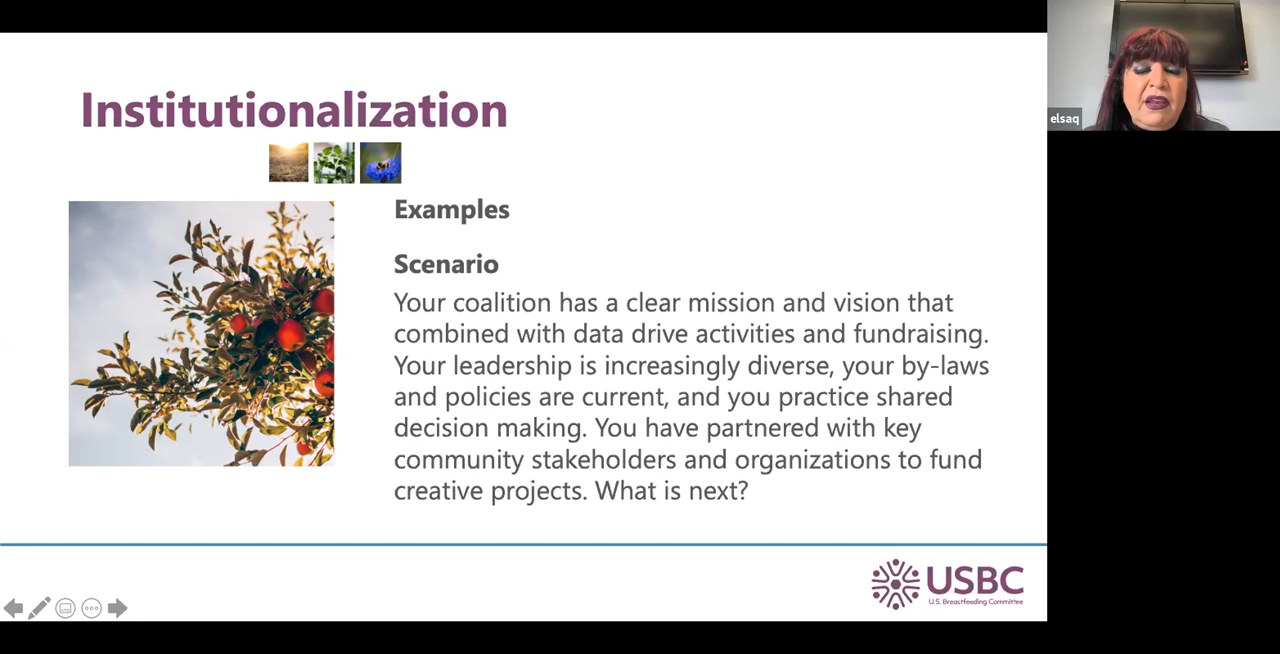 Institutionalization
Examples
Scenario
Your coalition has a clear mission and vision that
combined with data drive activities and fundraising.
Your leadership is increasingly diverse, your by-laws
and policies are current, and you practice shared
decision making. You have partnered with key
community stakeholders and organizations to fund
creative projects. What is next?
USBC
U.S. Breastfeeding Committee
elsaq